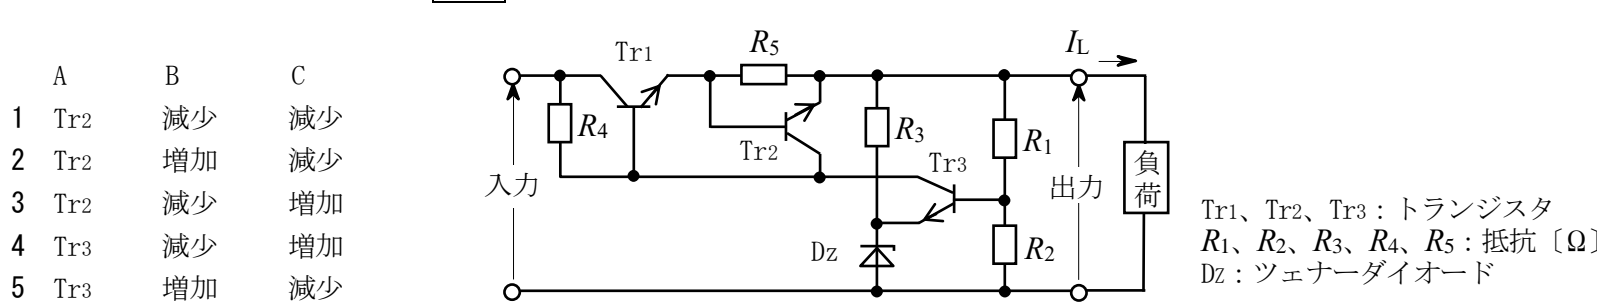 A B C
1 Tr2 減少 減少
2 Tr2 増加 減少
3 Tr2 減少 増加
4 Tr3 減少 増加
5 Tr3 増加 減少
Tr1
R5
IL
R4
Tr2
R3
Tr3
R1
入力
出力
負荷
Dz
R2
Tr1、Tr2、Tr3：トランジスタ
R1、R2、R3、R4、R5：抵抗〔Ω〕
Dz：ツェナーダイオード